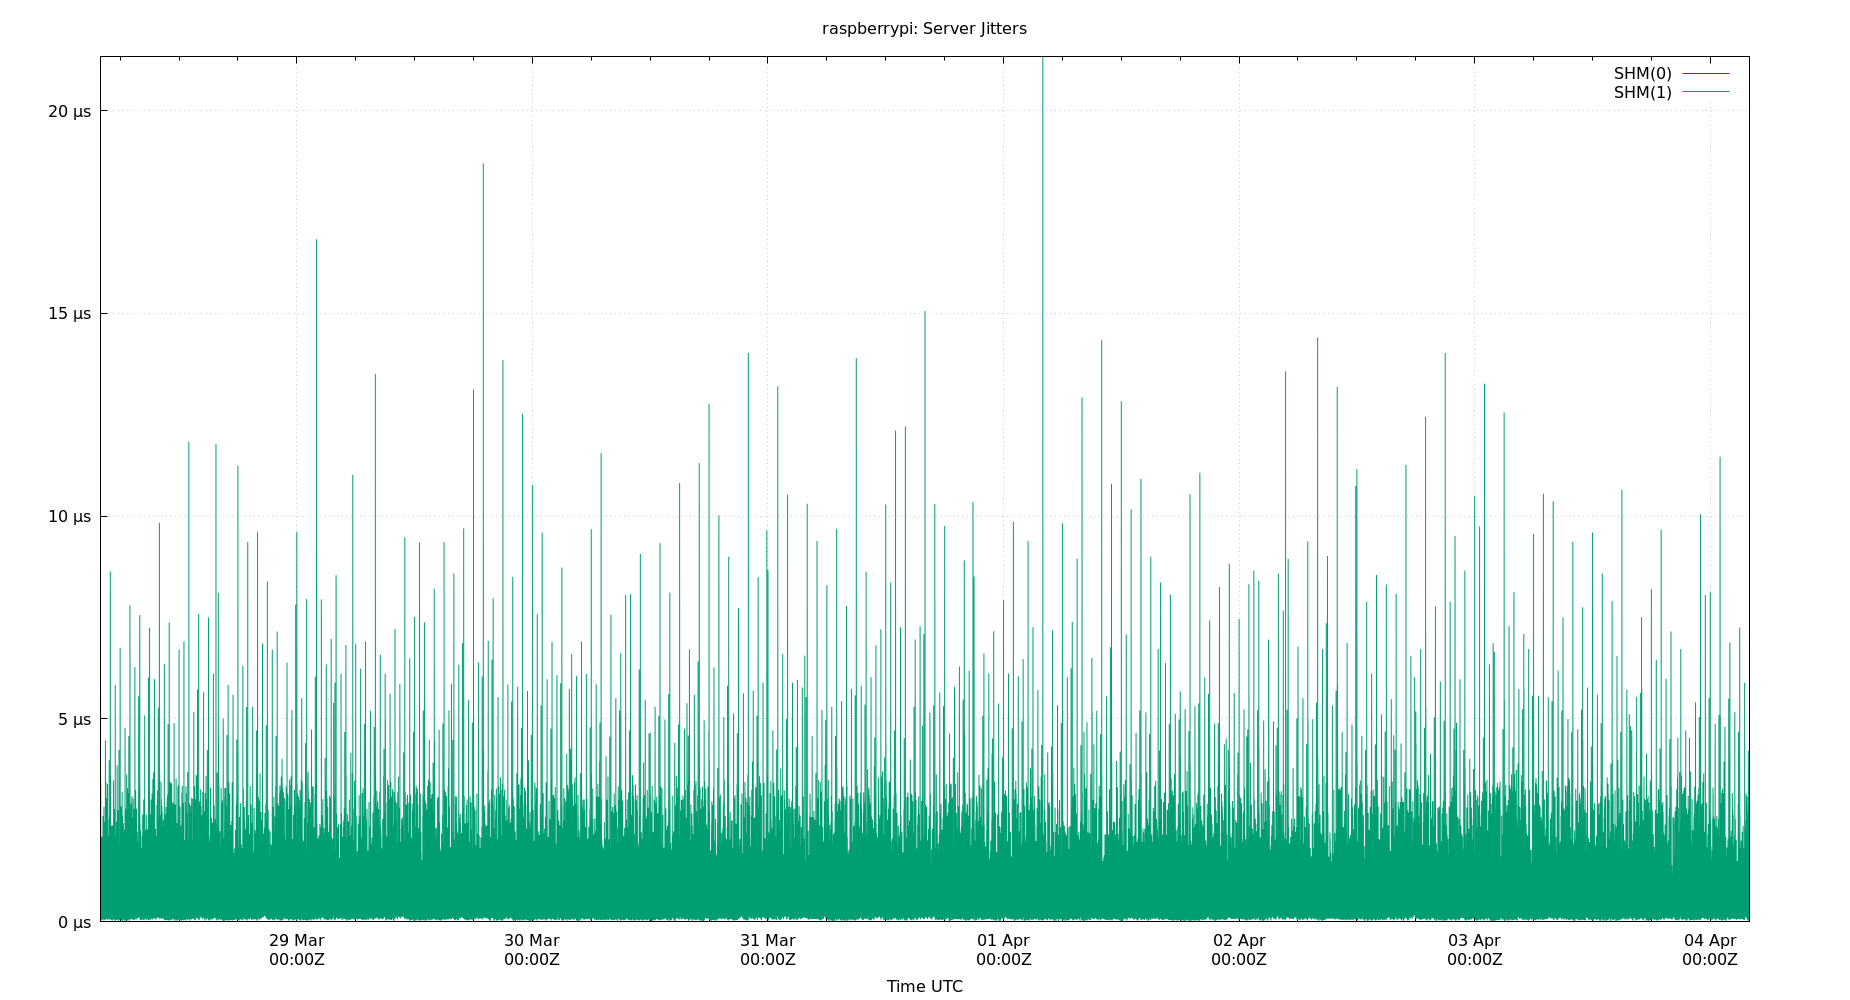 raspberrypi: Server Jitters
SHM(0)
SHM(1)
20 µs
15 µs
10 µs
5 µs
0 µs
29 Mar
00:00Z
30 Mar
00:00Z
31 Mar
00:00Z
01 Apr
00:00Z
02 Apr
00:00Z
03 Apr
00:00Z
04 Apr
00:00Z
Time UTC